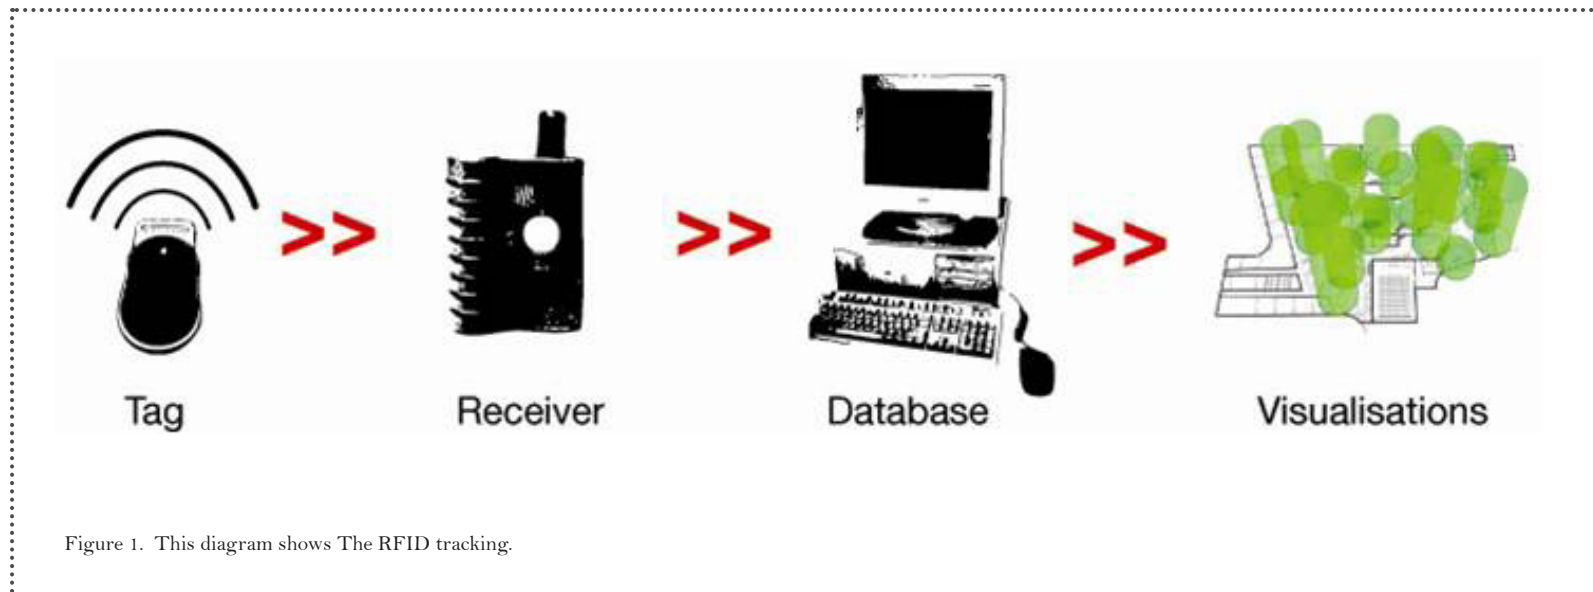 >> >> >>
Tag Receiver Database Visualisations
Figure 1. This diagram shows The RFID tracking.